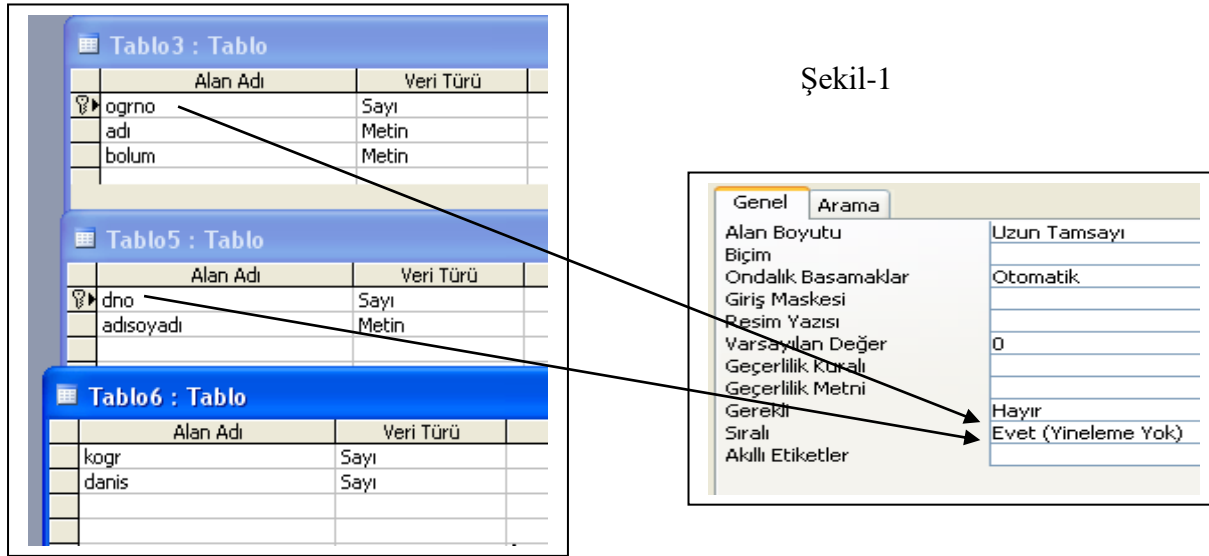 Tablo3 : Tablo
Alan Adı Veri Türü
ogrno Sayı
adı Metin
bolum Metin
Tablo5 : Tablo
Alan Adı Veri Türü
dno Sayı
adısoyadı Metin
Tablo6 : Tablo
Alan Adı Veri Türü
kogr Sayı
danis Sayı
Şekil-1
Genel Arama
Alan Boyutu Uzun Tamsayı
Biçim
Ondalık Basamaklar Otomatik
Giriş Maskesi
Resim Yazısı
Varsayılan Değer 0
Geçerlilik Kuralı
Geçerlilik Metni
Gerekli Hayır
Sıralı Evet (Yineleme Yok)
Akıllı Etiketler